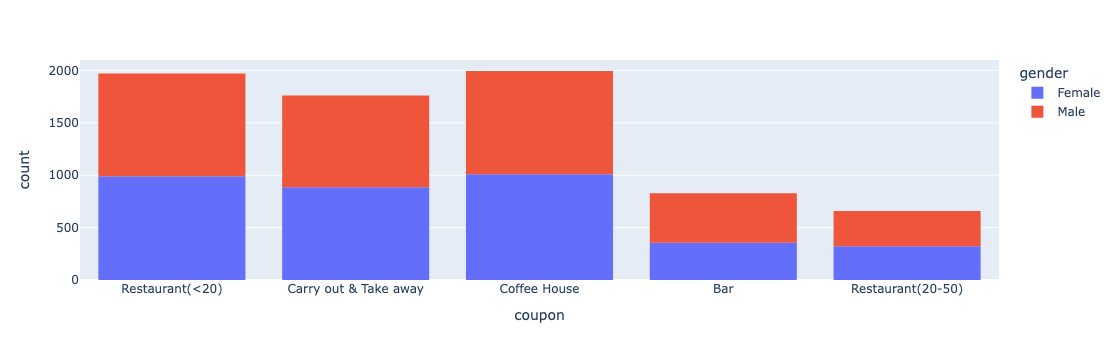 gender
Female
Male
2000
1500
1000
500
0
count
Restaurant(<20)
Carry out & Take away
Coffee House
Bar
Restaurant(20-50)
coupon